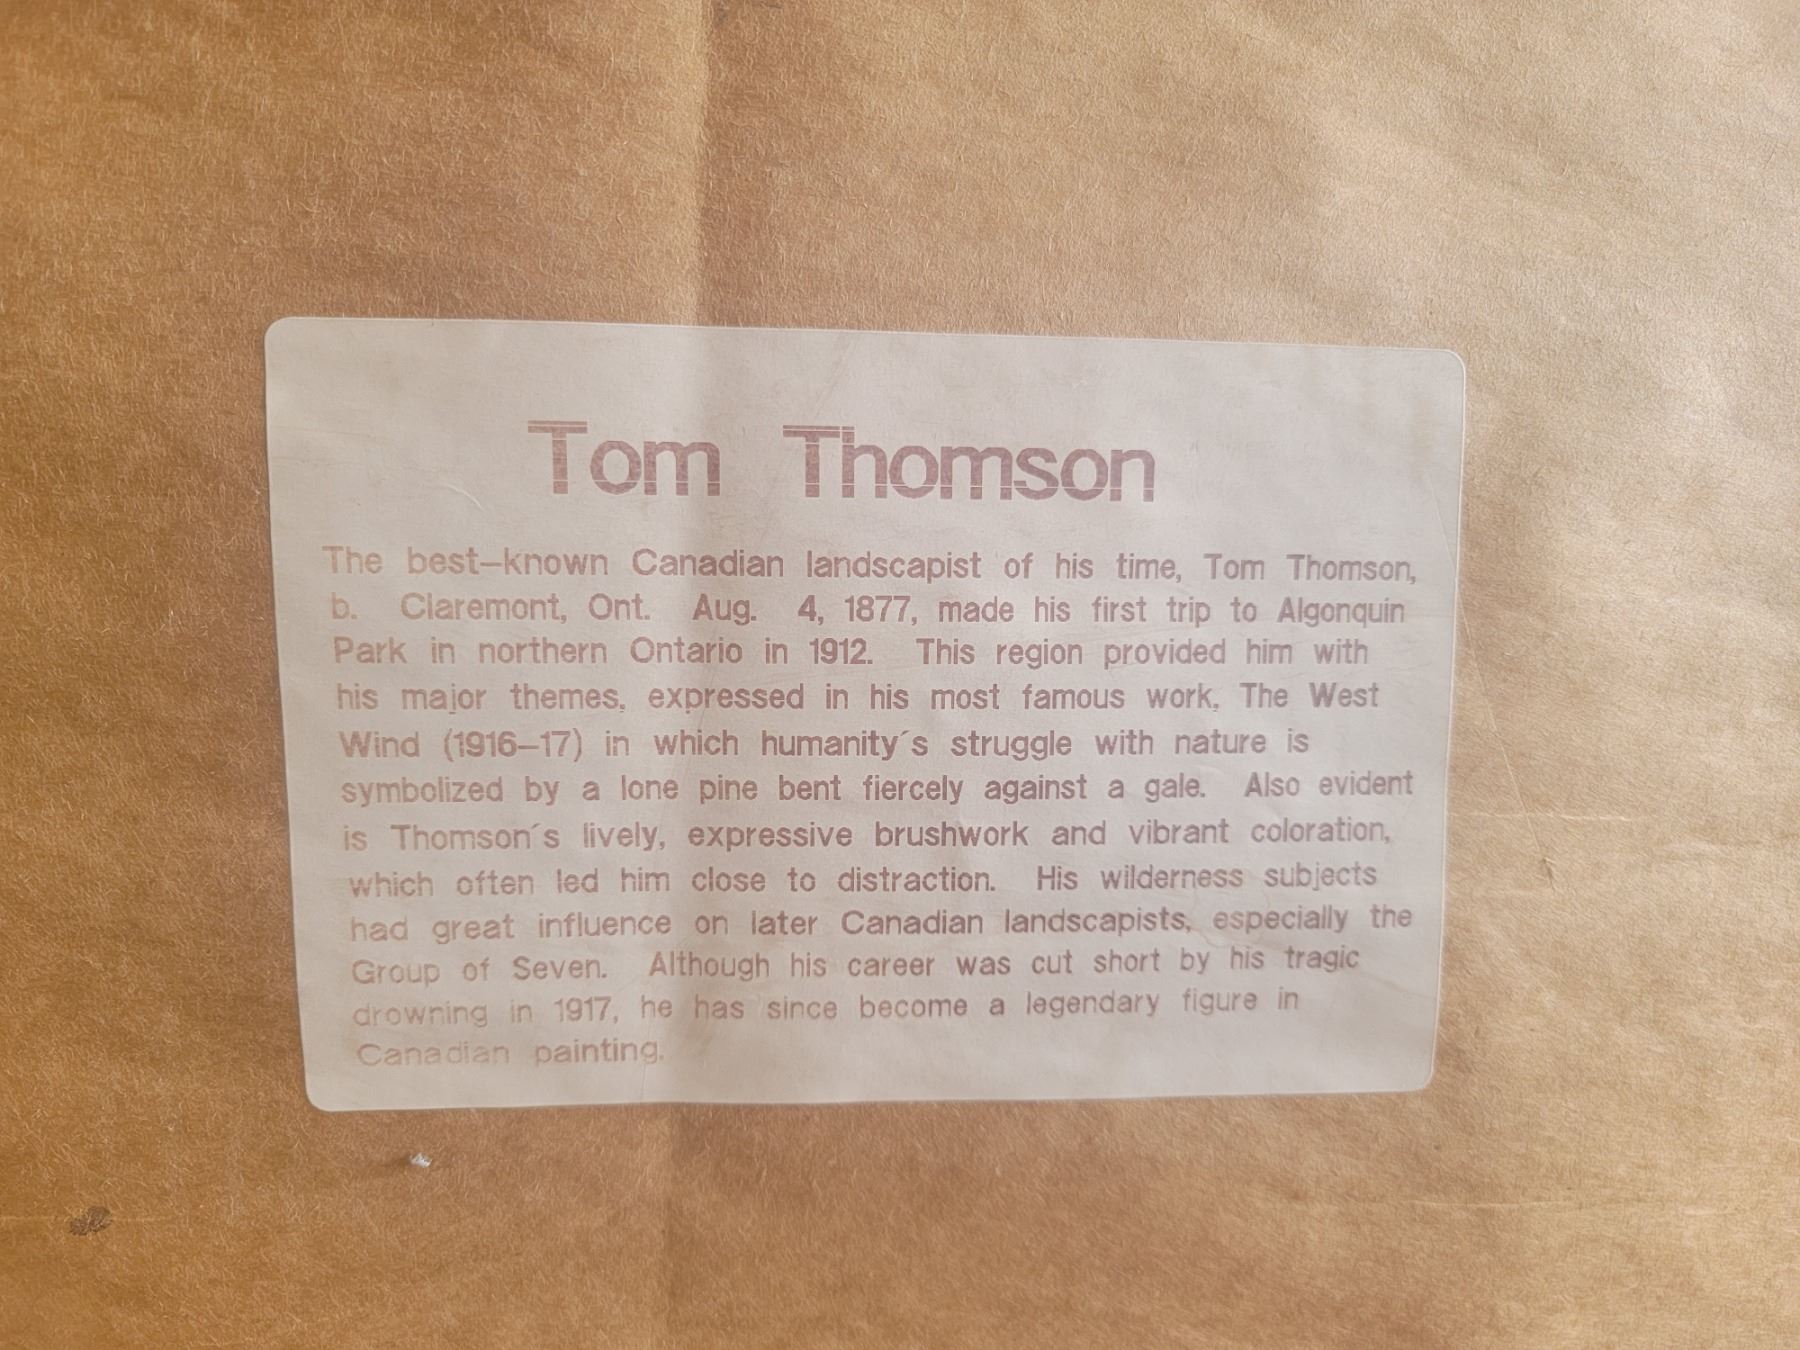 Tom Thomson
The best-known Canadian landscapist of his time, Tom Thomson,
b. Claremont, Ont. Aug. 4, 1877, made his first trip to Algonquin
Park in northern Ontario in 1912. This region provided him with
his major themes, expressed in his most famous work, The West
Wind (1916-17) in which humanity´s struggle with nature is
symbolized by a lone pine bent fiercely against a gale. Also evident
is Thomson´s lively, expressive brushwork and vibrant coloration,
which often led him close to distraction. His wilderness subjects
had great influence on later Canadian landscapists, especially the
Group of Seven. Although his career was cut short by his tragic
drowning in 1917, he has since become a legendary figure in
Canadian painting.